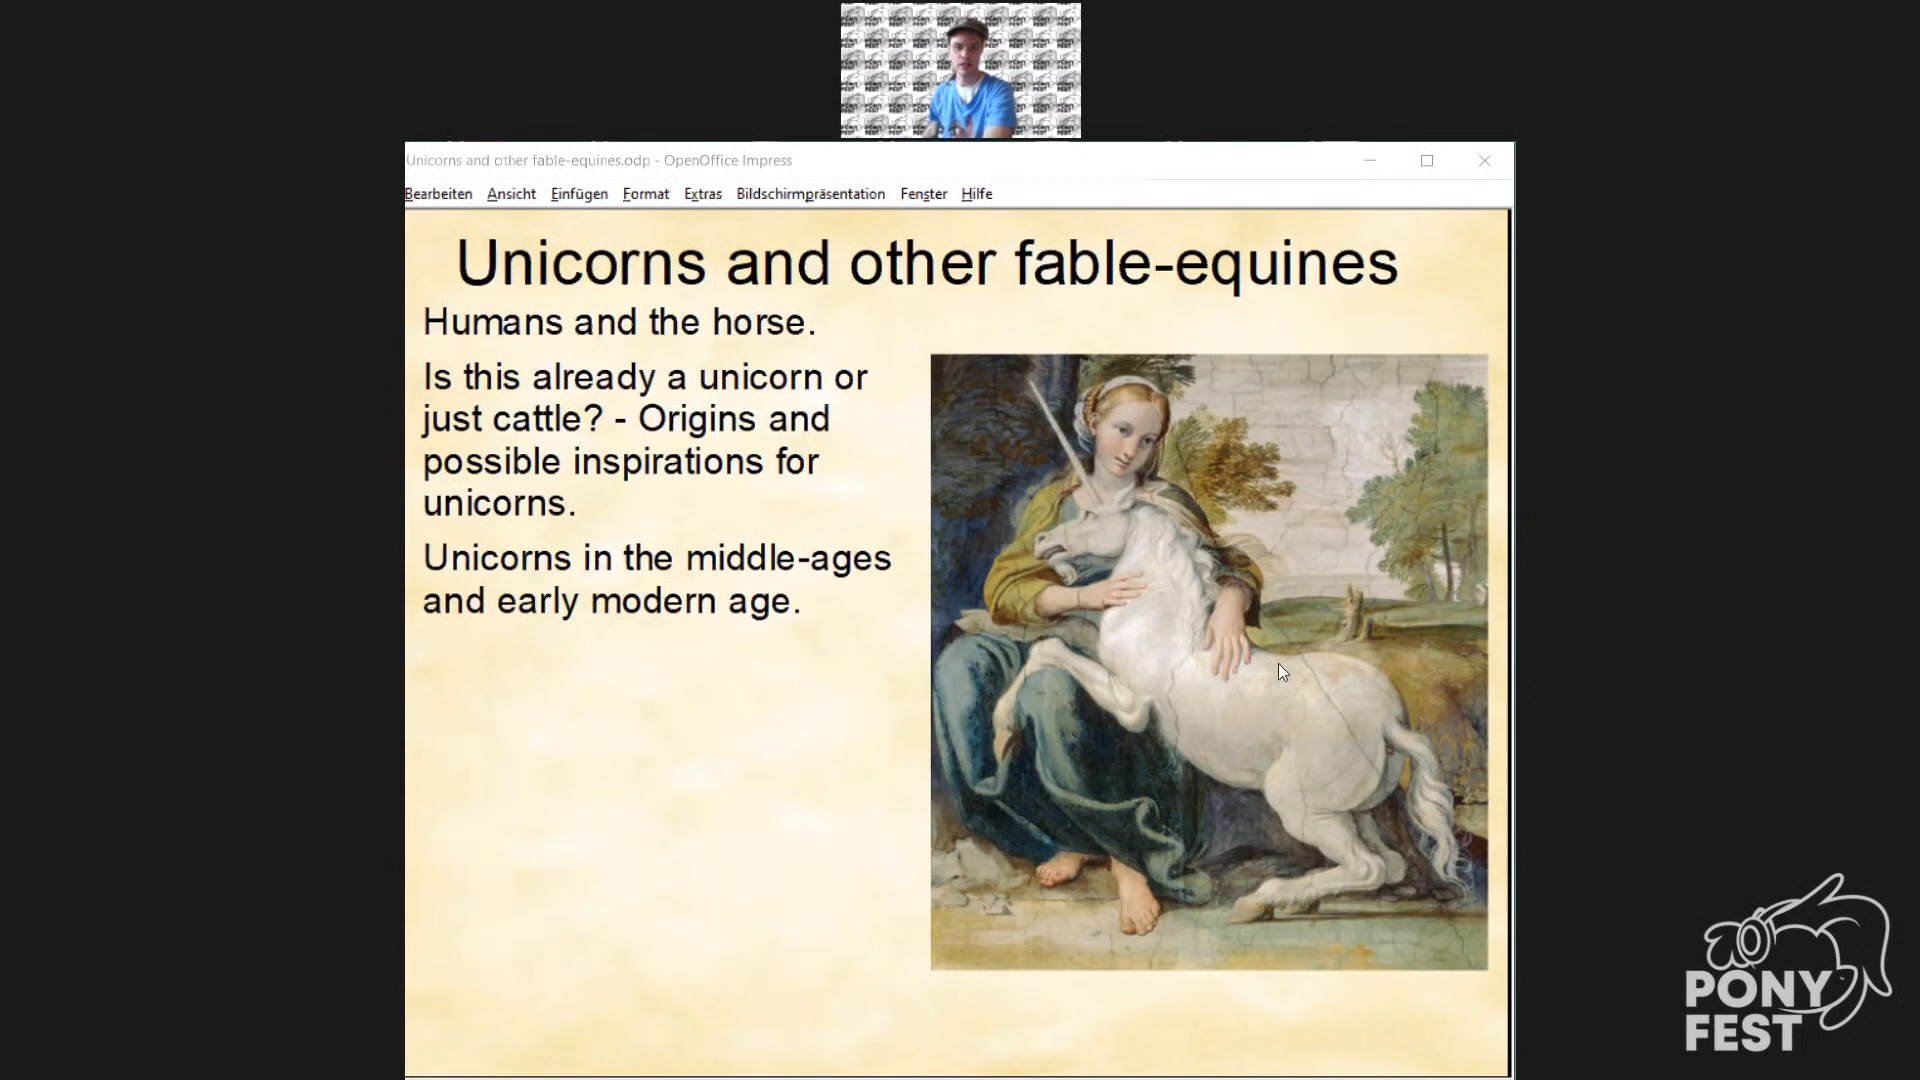 Unicorns and other fable-equines.odp - OpenOffice Impress
Bearbeiten Ansicht Einfügen Format Extras Bildschirmpräsentation Fenster Hilfe
Unicorns and other fable-equines
Humans and the horse.
Is this already a unicorn or
just cattle? - Origins and
possible inspirations for
unicorns.
Unicorns in the middle-ages
and early modern age.
PONY
FEST